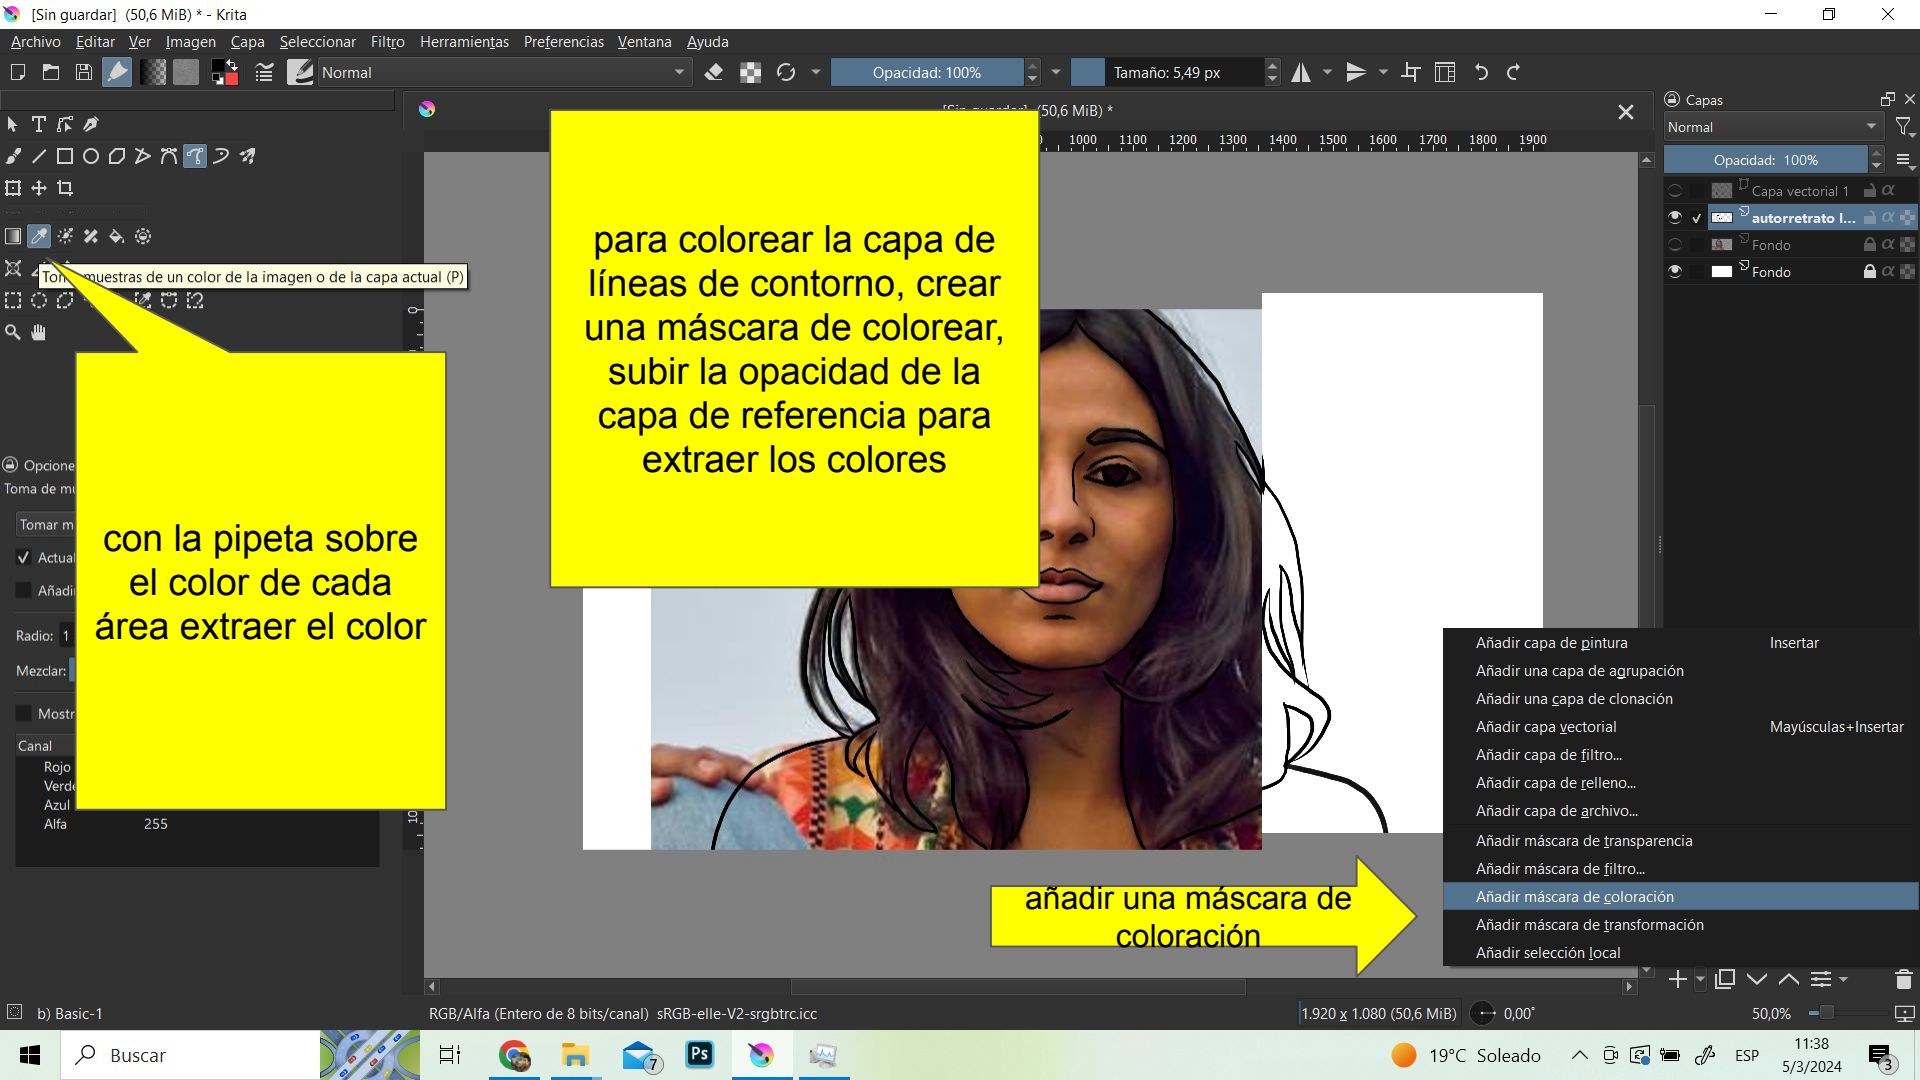 [Sin guardar] (50,6 MiB) * - Krita
Archivo Editar Ver Imagen Capa Seleccionar Filtro Herramientas Preferencias Ventana Ayuda
Normal
Opacidad: 100%
Tamaño: 5,49 px
(50,6 MiB) *
1000 1100 1200 1300 1400 1500 1600 1700 1800 1900
Toma muestras de un color de la imagen o de la capa actual (P)
con la pipeta sobre
el color de cada
área extraer el color
para colorear la capa de
líneas de contorno, crear
una máscara de colorear,
subir la opacidad de la
capa de referencia para
extraer los colores
añadir una máscara de
coloración
Opcione
Toma de mu
Tomar m
Actual
Añadi
Radio: 1
Mezclar:
Mostr
Canal
Rojo
Verde
Azul
Alfa 255
0
10
Capas
Normal
Opacidad: 100%
Capa vectorial 1
autorretrato l...
Fondo
Fondo
Añadir capa de pintura Insertar
Añadir una capa de agrupación
Añadir una capa de clonación
Añadir capa vectorial Mayúsculas+Insertar
Añadir capa de filtro...
Añadir capa de relleno...
Añadir capa de archivo...
Añadir máscara de transparencia
Añadir máscara de filtro...
Añadir máscara de coloración
Añadir máscara de transformación
Añadir selección local
b) Basic-1
RGB/Alfa (Entero de 8 bits/canal) sRGB-elle-V2-srgbtrc.icc
1.920 x 1.080 (50,6 MiB)
0,00°
50,0%
Buscar
7
Ps
19°C Soleado
ESP
11:38
5/3/2024
3